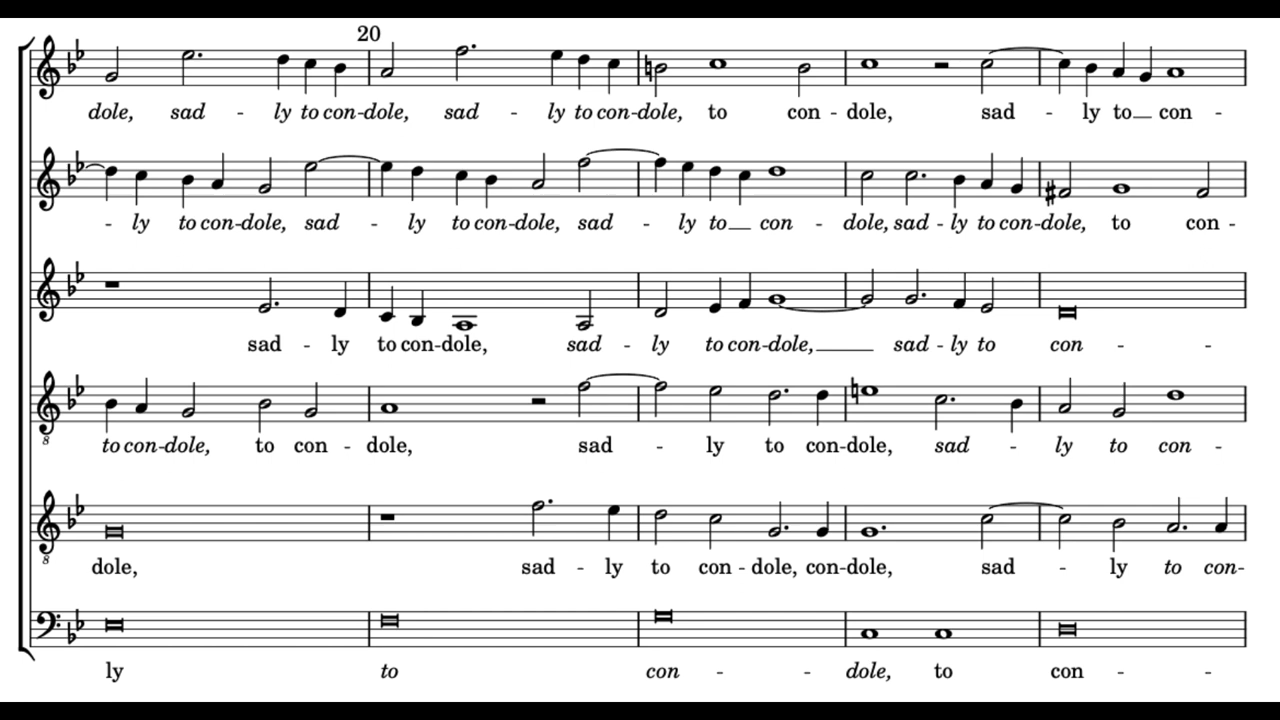 20
dole, sad - ly to con-dole, sad - ly to con-dole, to con - dole, sad - ly to con -
- ly to con-dole, sad - ly to con-dole, sad - ly to con - dole, sad - ly to con-dole, to con -
sad - ly to con-dole, sad - ly to con-dole, sad - ly to con - -
8
to con-dole, to con - dole, sad - ly to con-dole, sad - ly to con -
8
dole, sad - ly to con - dole, con-dole, sad - ly to con-
ly to con - - dole, to con - -